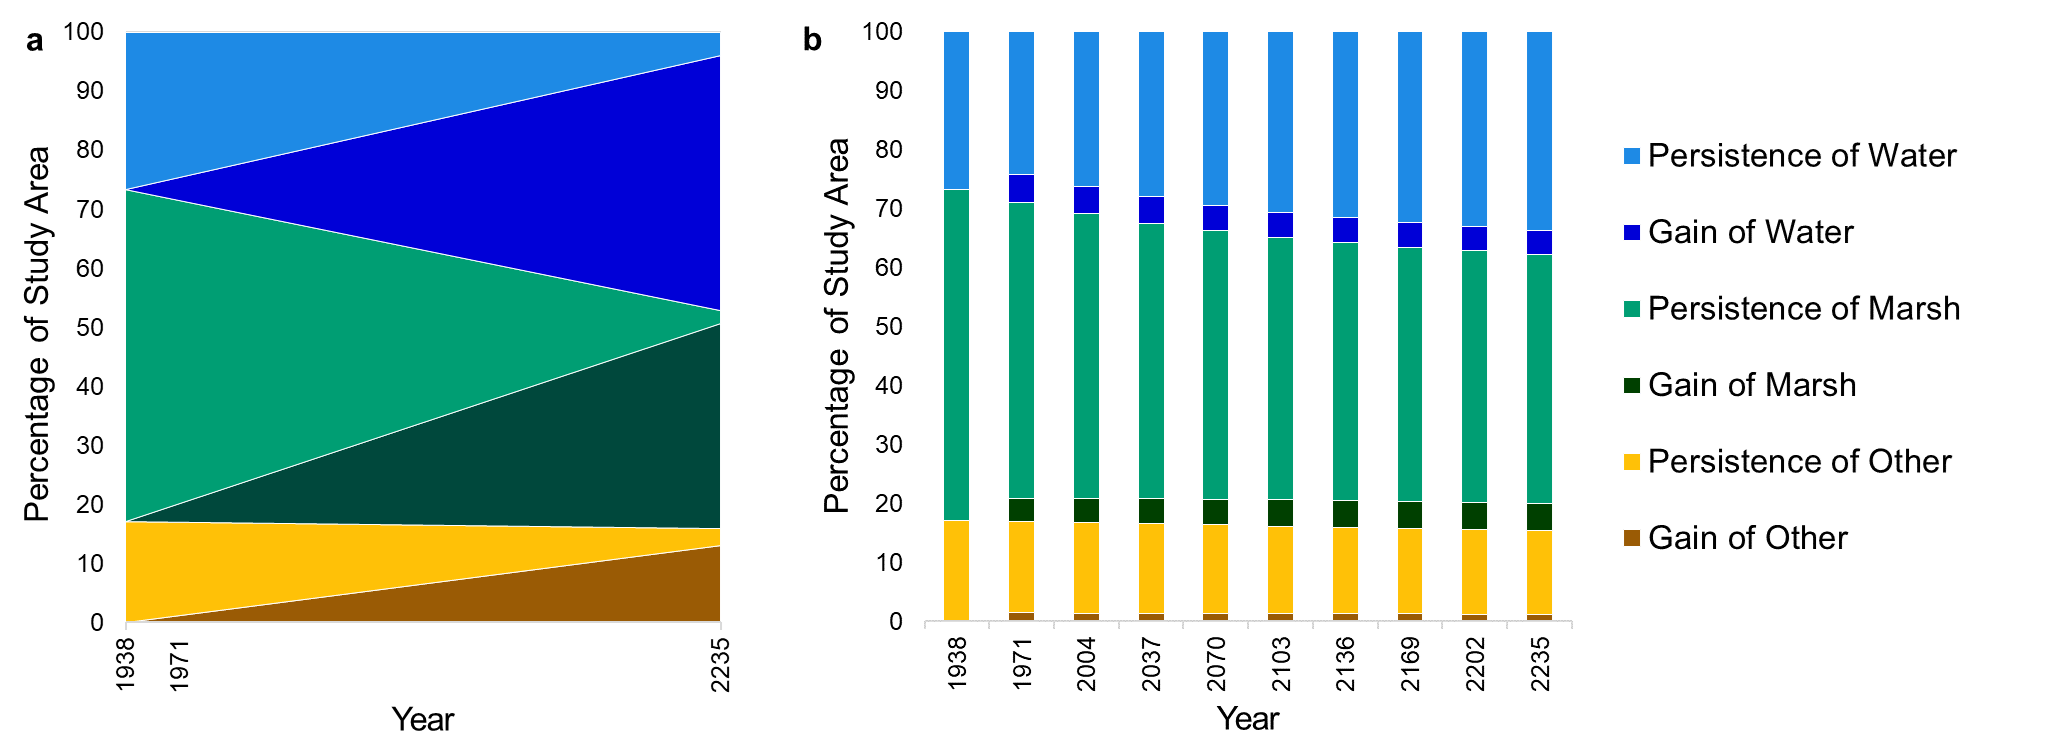 a
Percentage of Study Area
100
90
80
70
60
50
40
30
20
10
0
1938
1971
2235
Year
b
Percentage of Study Area
100
90
80
70
60
50
40
30
20
10
0
1938
1971
2004
2037
2070
2103
2136
2169
2202
2235
Year
Persistence of Water
Gain of Water
Persistence of Marsh
Gain of Marsh
Persistence of Other
Gain of Other